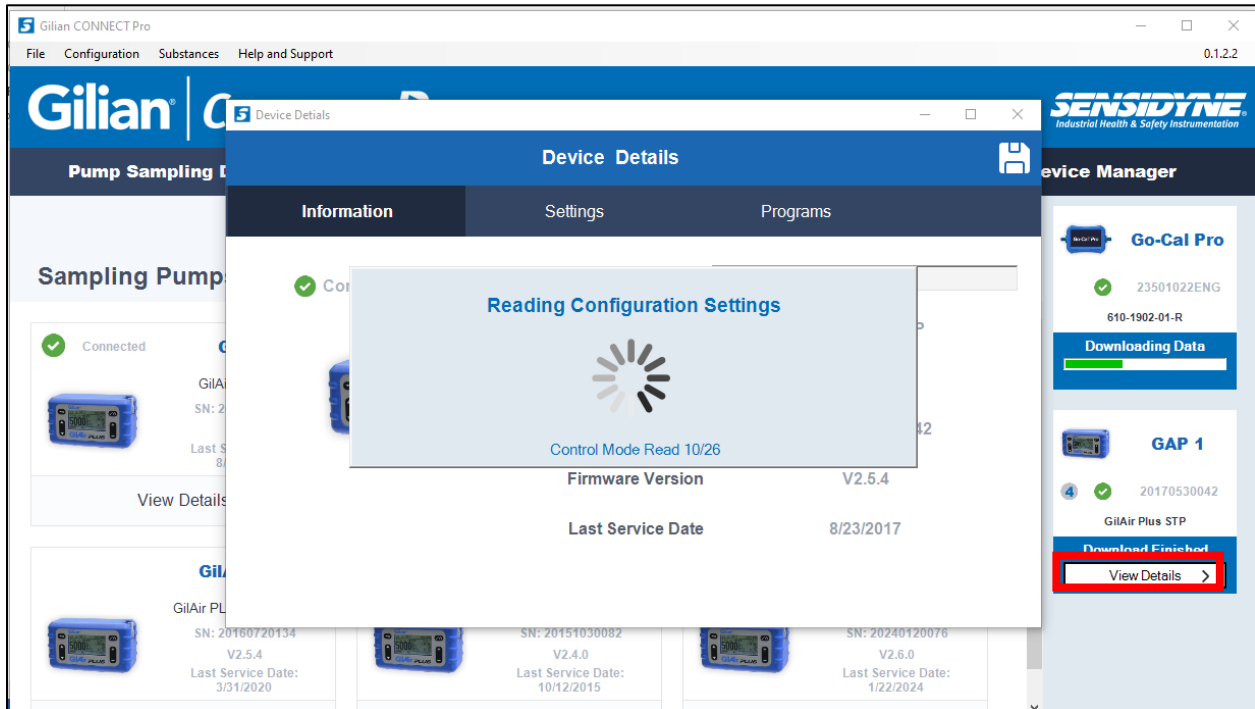 Gilian CONNECT Pro
File Configuration Substances Help and Support 0.1.2.2
Gilian®
SENSIDYNE®
Industrial Health & Safety Instrumentation
Device Detials
Device Details
Pump Sampling
evice Manager
Information Settings Programs
Sampling Pump
Connected
GilAi
SN: 2
Last S
8/
View Details
Reading Configuration Settings
Control Mode Read 10/26
42
Firmware Version V2.5.4
Last Service Date 8/23/2017
Go-Cal Pro
23501022ENG
610-1902-01-R
Downloading Data
GAP 1
4 20170530042
GilAir Plus STP
Download Finished
View Details >
Gil
GilAir PL
SN: 20160720134
V2.5.4
Last Service Date:
3/31/2020
SN: 20151030082
V2.4.0
Last Service Date:
10/12/2015
SN: 20240120076
V2.6.0
Last Service Date:
1/22/2024